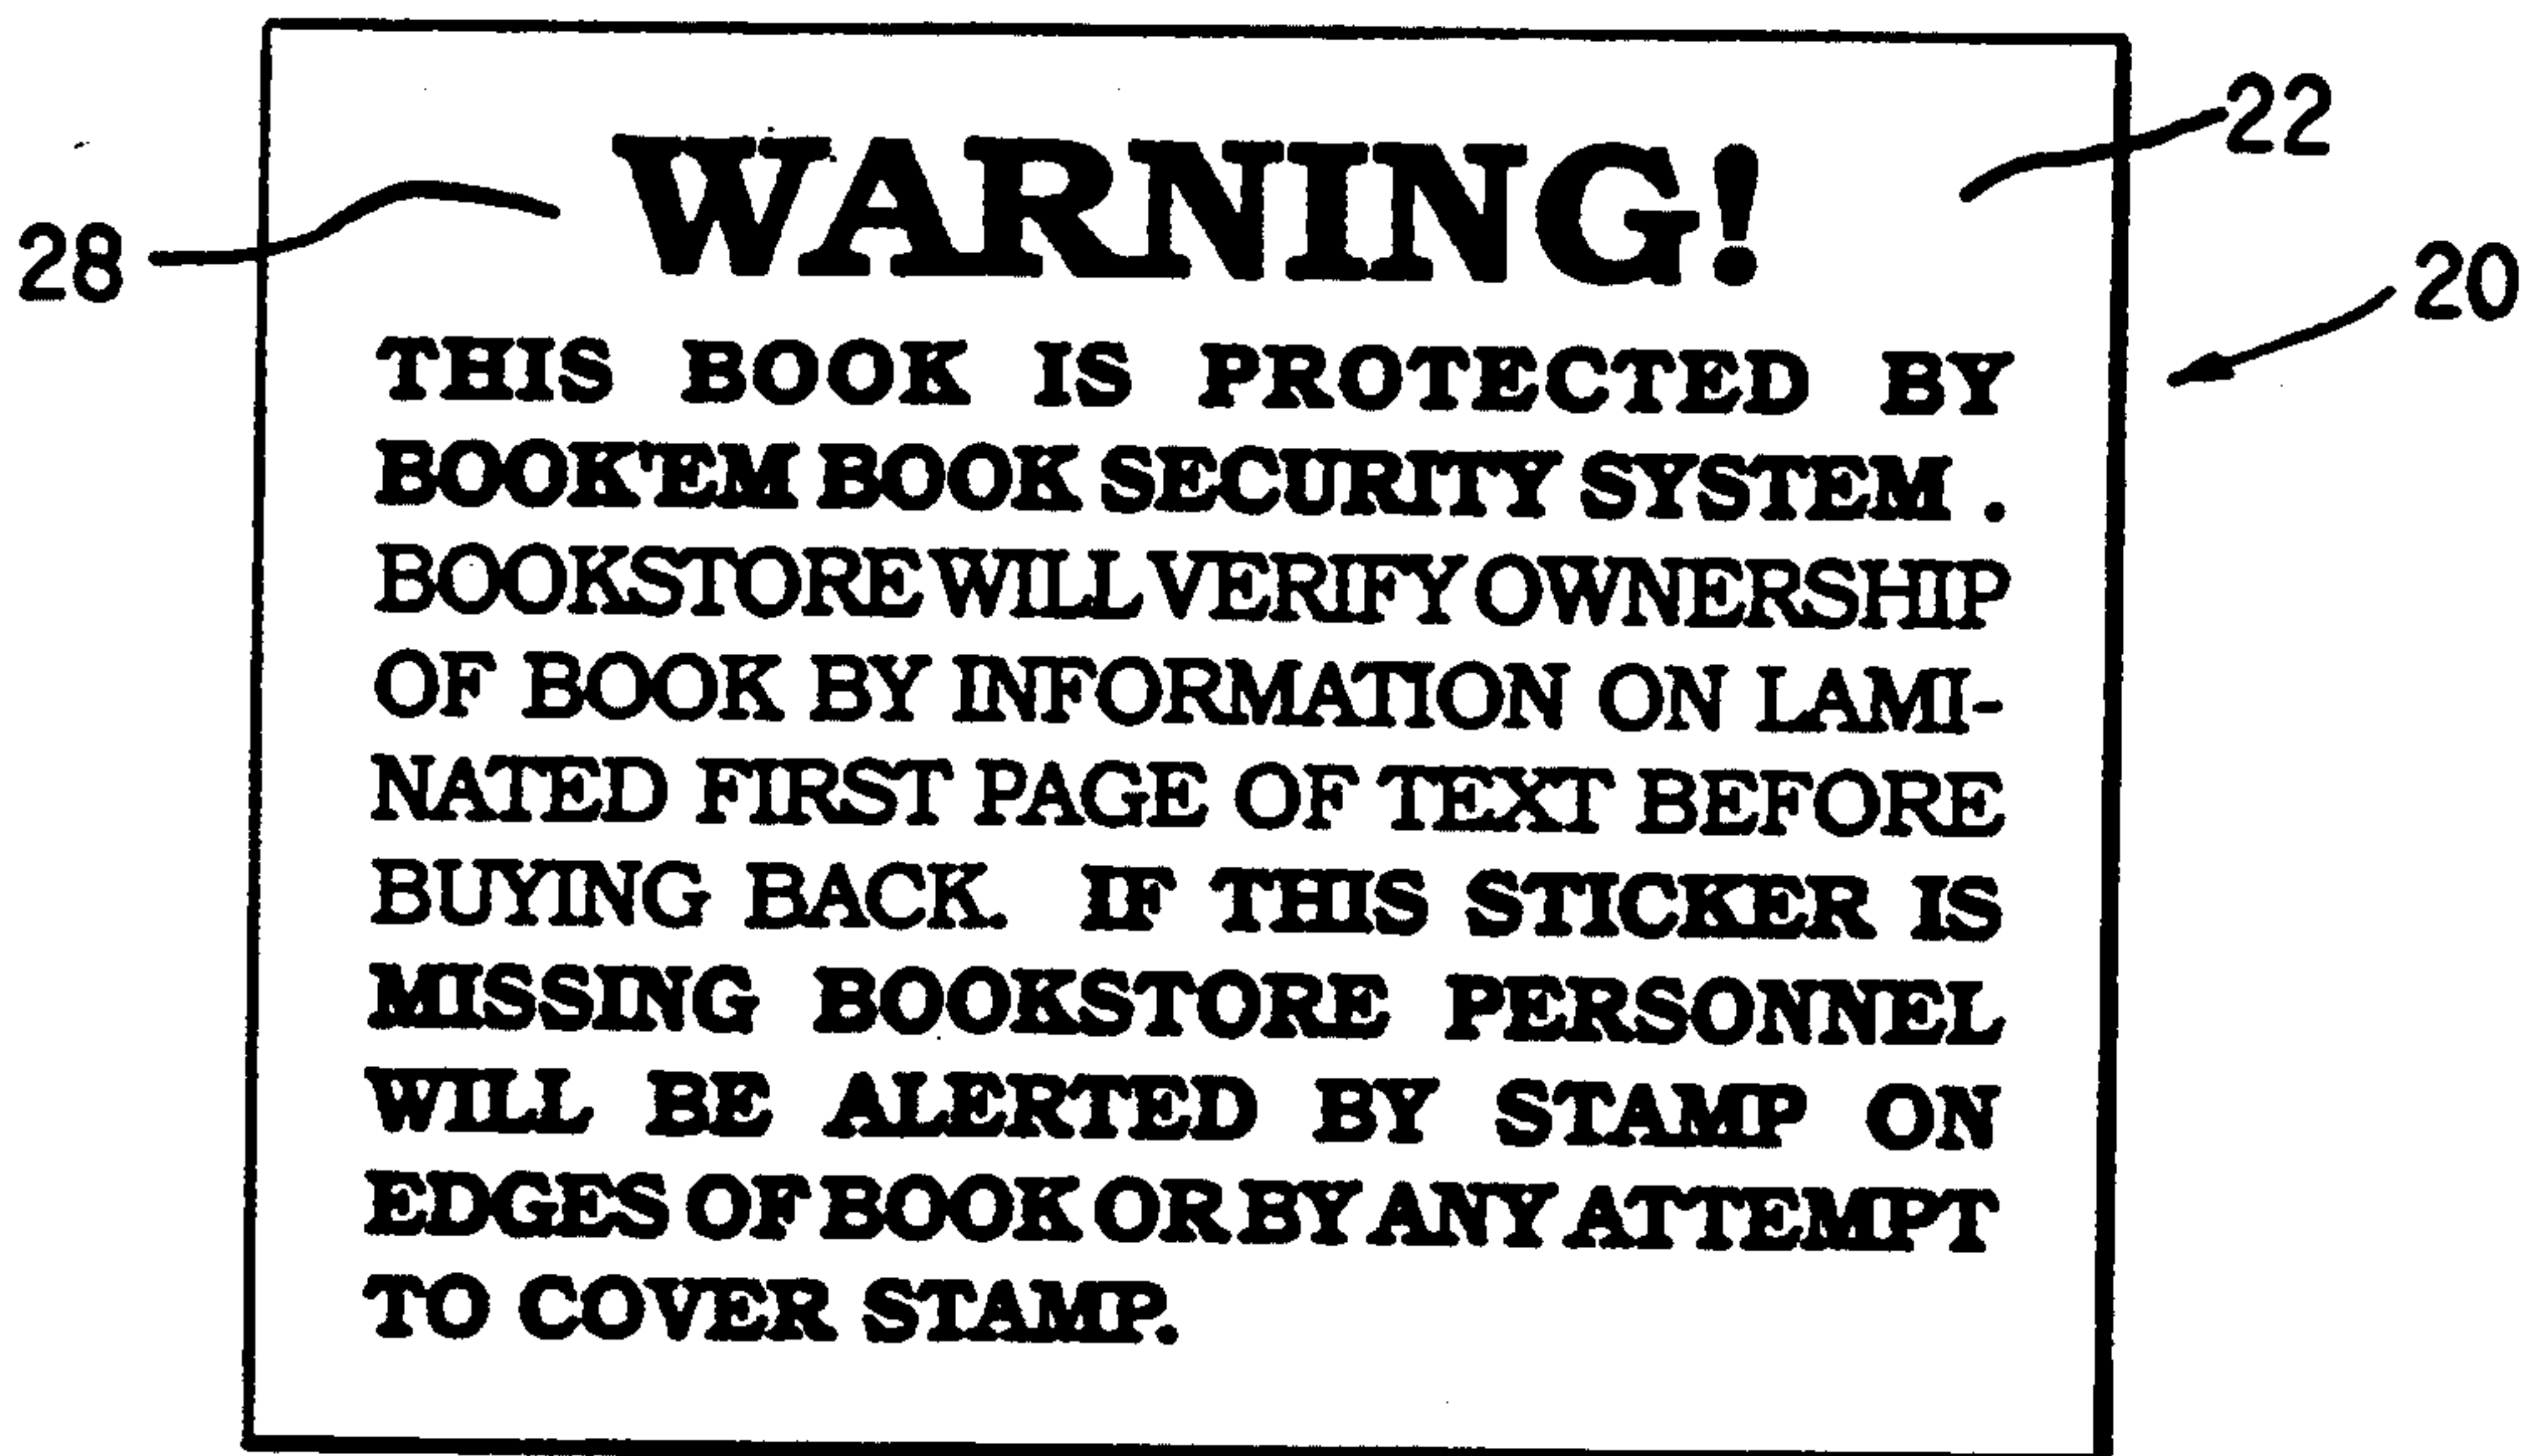 WARNING!
22
28
20
THIS BOOK IS PROTECTED BY
BOOK'EM BOOK SECURITY SYSTEM .
BOOKSTORE WILL VERIFY OWNERSHIP
OF BOOK BY INFORMATION ON LAMI-
NATED FIRST PAGE OF TEXT BEFORE
BUYING BACK. IF THIS STICKER IS
MISSING BOOKSTORE PERSONNEL
WILL BE ALERTED BY STAMP ON
EDGES OF BOOK OR BY ANY ATTEMPT
TO COVER STAMP.